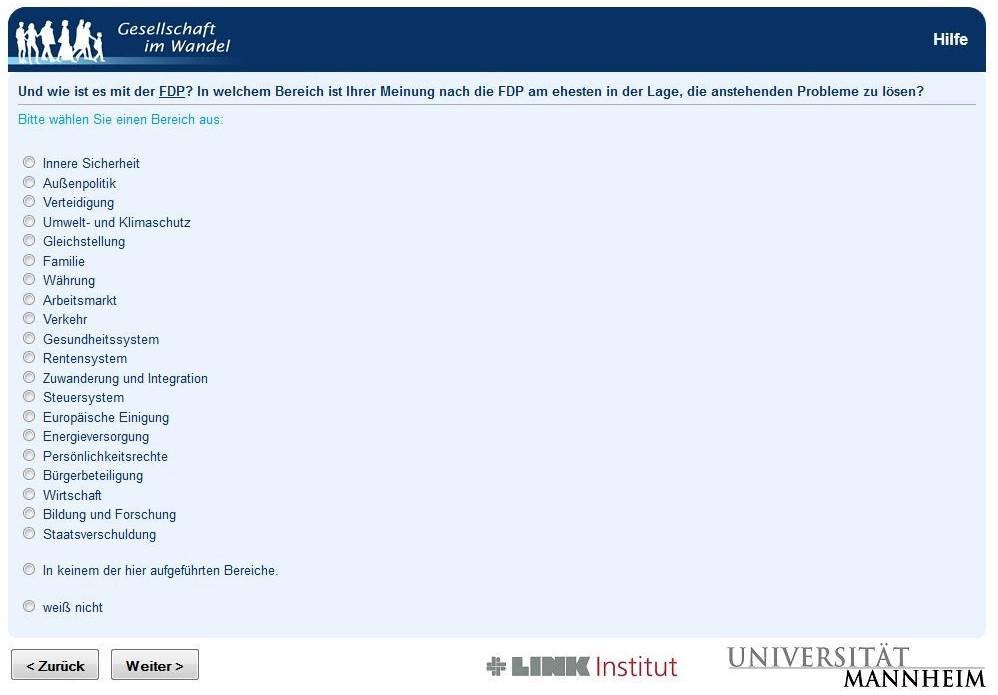 Gesellschaft
im Wandel
Hilfe
Und wie ist es mit der FDP? In welchem Bereich ist Ihrer Meinung nach die FDP am ehesten in der Lage, die anstehenden Probleme zu lösen?
Bitte wählen Sie einen Bereich aus:
Innere Sicherheit
Außenpolitik
Verteidigung
Umwelt- und Klimaschutz
Gleichstellung
Familie
Währung
Arbeitsmarkt
Verkehr
Gesundheitssystem
Rentensystem
Zuwanderung und Integration
Steuersystem
Europäische Einigung
Energieversorgung
Persönlichkeitsrechte
Bürgerbeteiligung
Wirtschaft
Bildung und Forschung
Staatsverschuldung
In keinem der hier aufgeführten Bereiche.
weiß nicht
< Zurück
Weiter >
LINK Institut
UNIVERSITÄT
MANNHEIM